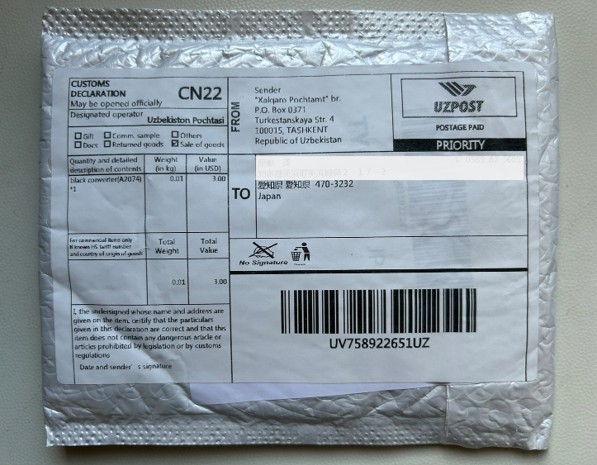 CUSTOMS
DECLARATION
CN22
May be opened officially
Designated operator Uzbekiston Pochtasi
Gift Comm. sample Others
Docs Returned goods Sale of goods
Quantity and detailed
description of contents
Weight
(in kg)
Value
(in USD)
black converter(A2074)
*1
0.01
3.00
For commercial items only
If known HS tariff number
and country of origin of goods
Total
Weight
Total
Value
0.01
3.00
I, the undersigned whose name and address are
given on the item, certify that the particulars
given in this declaration are correct and that this
item does not contain any dangerous article or
articles prohibited by legislation or by customs
regulations
Date and sender' s signature
FROM
Sender
"Xalqaro Pochtamt" br.
P.O. Box 0371
Turkestanskaya Str. 4
100015, TASHKENT
Republic of Uzbekistan
UZPOST
POSTAGE PAID
PRIORITY
TO
愛知県 愛知県 470-3232
Japan
No Signature
UV758922651UZ